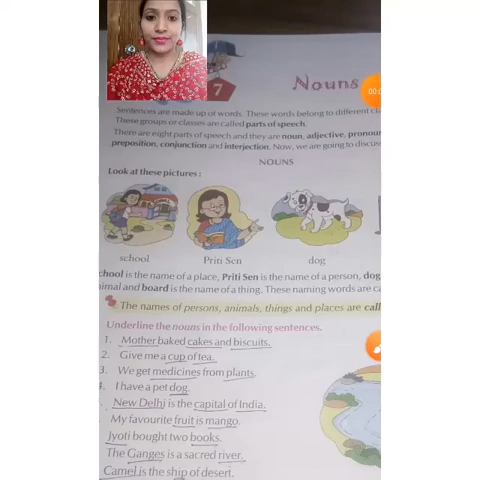 7
Nouns
00:0
Sentences are made up of words. These words belong to different
These groups or classes are called parts of speech.
There are eight parts of speech and they are noun, adjective, pronoun
preposition, conjunction and interjection. Now, we are going to discuss
NOUNS
Look at these pictures :
school
Priti Sen
dog
chool is the name of a place, Priti Sen is the name of a person, dog
nimal and board is the name of a thing. These naming words are ca
The names of persons, animals, things and places are call
Underline the nouns in the following sentences.
1. Mother baked cakes and biscuits.
2. Give me a cup of tea.
3. We get medicines from plants.
4. I have a pet dog.
New Delhi is the capital of India.
My favourite fruit is mango.
Jyoti bought two books.
The Ganges is a sacred river.
Camel is the ship of desert.